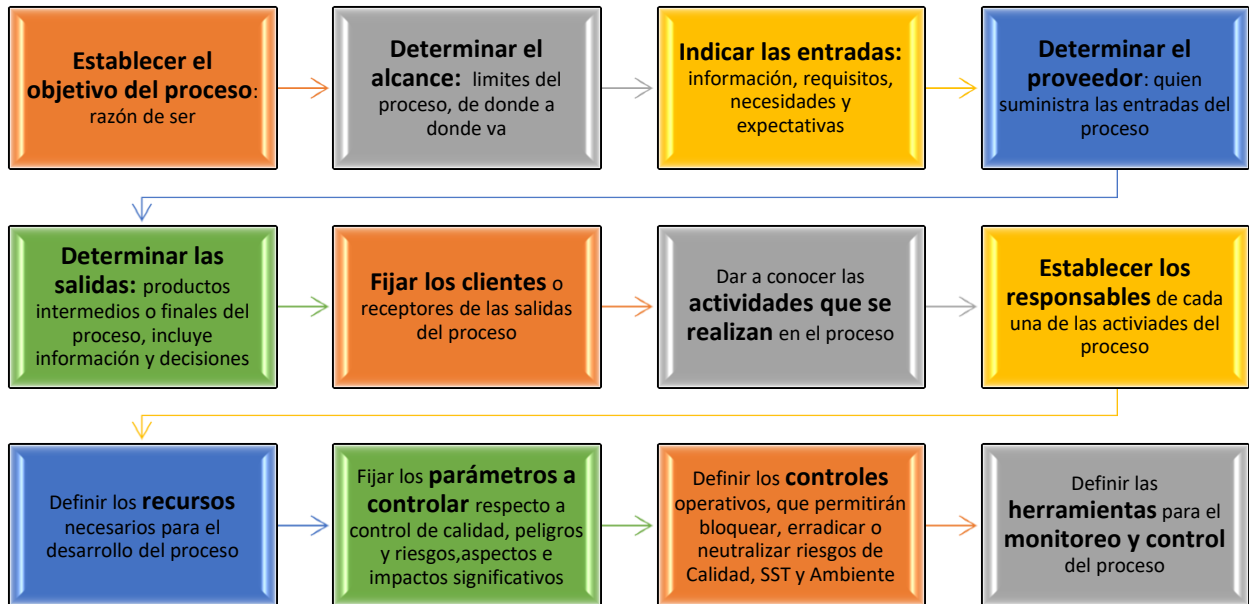 Establecer el
objetivo del proceso:
razón de ser
Determinar el
alcance: limites del
proceso, de donde a
donde va
Indicar las entradas:
información, requisitos,
necesidades y
expectativas
Determinar el
proveedor: quien
suministra las entradas del
proceso
Determinar las
salidas: productos
intermedios o finales del
proceso, incluye
información y decisiones
Fijar los clientes o
receptores de las salidas
del proceso
Dar a conocer las
actividades que se
realizan en el proceso
Establecer los
responsables de cada
una de las activiades del
proceso
Definir los recursos
necesarios para el
desarrollo del proceso
Fijar los parámetros a
controlar respecto a
control de calidad, peligros
y riesgos,aspectos e
impactos significativos
Definir los controles
operativos, que permitirán
bloquear, erradicar o
neutralizar riesgos de
Calidad, SST y Ambiente
Definir las
herramientas para el
monitoreo y control
del proceso